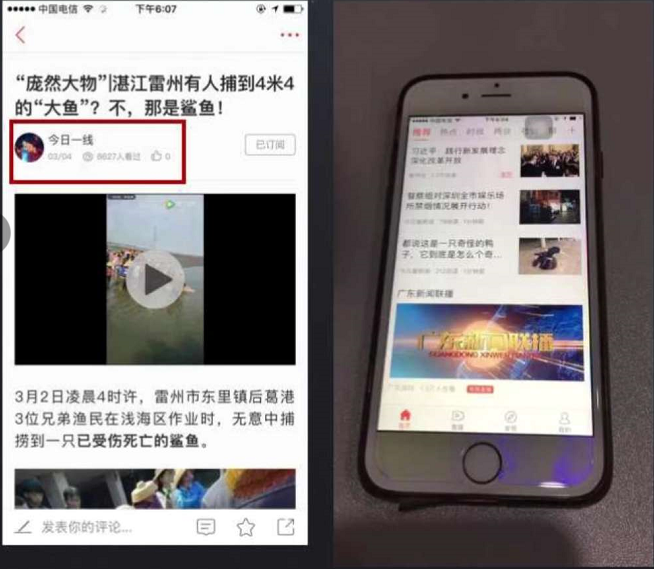 中国电信
下午6:07
“庞然大物”|湛江雷州有人捕到4米4
的“大鱼”？不，那是鲨鱼！
今日一线
03/04 8627人看过 0
已订阅
3月2日凌晨4时许，雷州市东里镇后葛港
3位兄弟渔民在浅海区作业时，无意中捕
捞到一只已受伤死亡的鲨鱼。
发表你的评论...
推荐 热点 时政
习近平：践行新发展理念
深化改革开放
警察绝对深圳全市娱乐场
所禁烟情况展开行动！
都说这是一只奇怪的鸭
子，它到底是怎么个奇...
广东新闻联播
广东新闻联播
GUANGDONG XINWEN
首页
我的